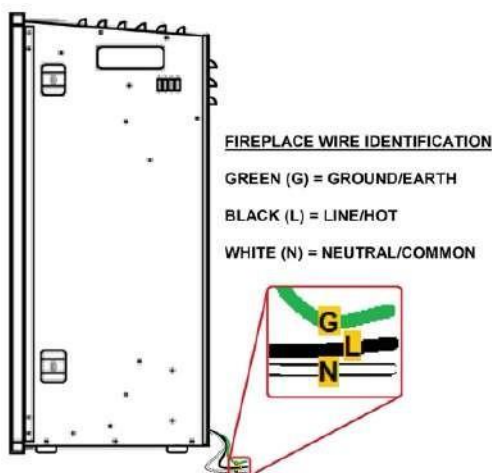 FIREPLACE WIRE IDENTIFICATION
GREEN (G) = GROUND/EARTH
BLACK (L) = LINE/HOT
WHITE (N) = NEUTRAL/COMMON
G
L
N